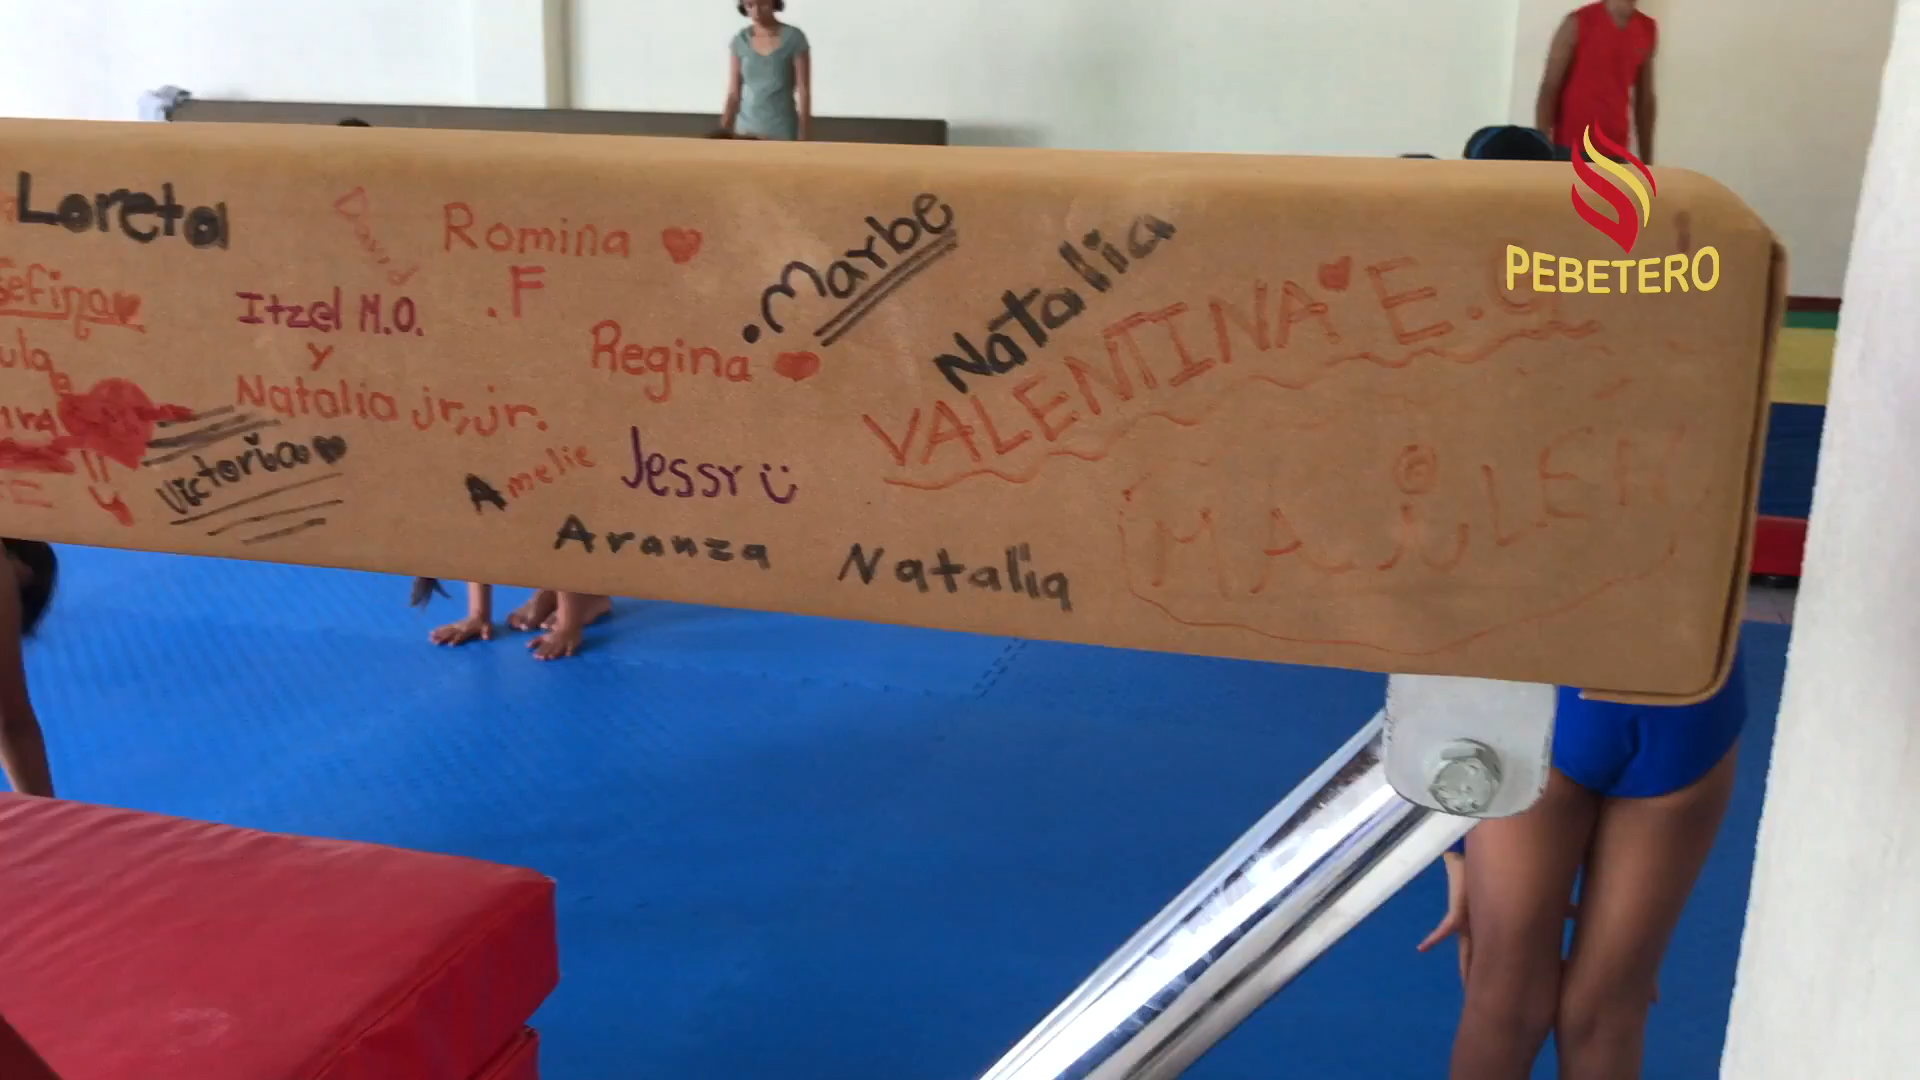 Loreto
David
Romina
.F
.Marbe
Natalia
Itzel M.O.
y
Natalia jr, jr.
Regina
VALENTINA E.
Victoria
Amelie
Jessy
Aranza
Natalia
PEBETERO